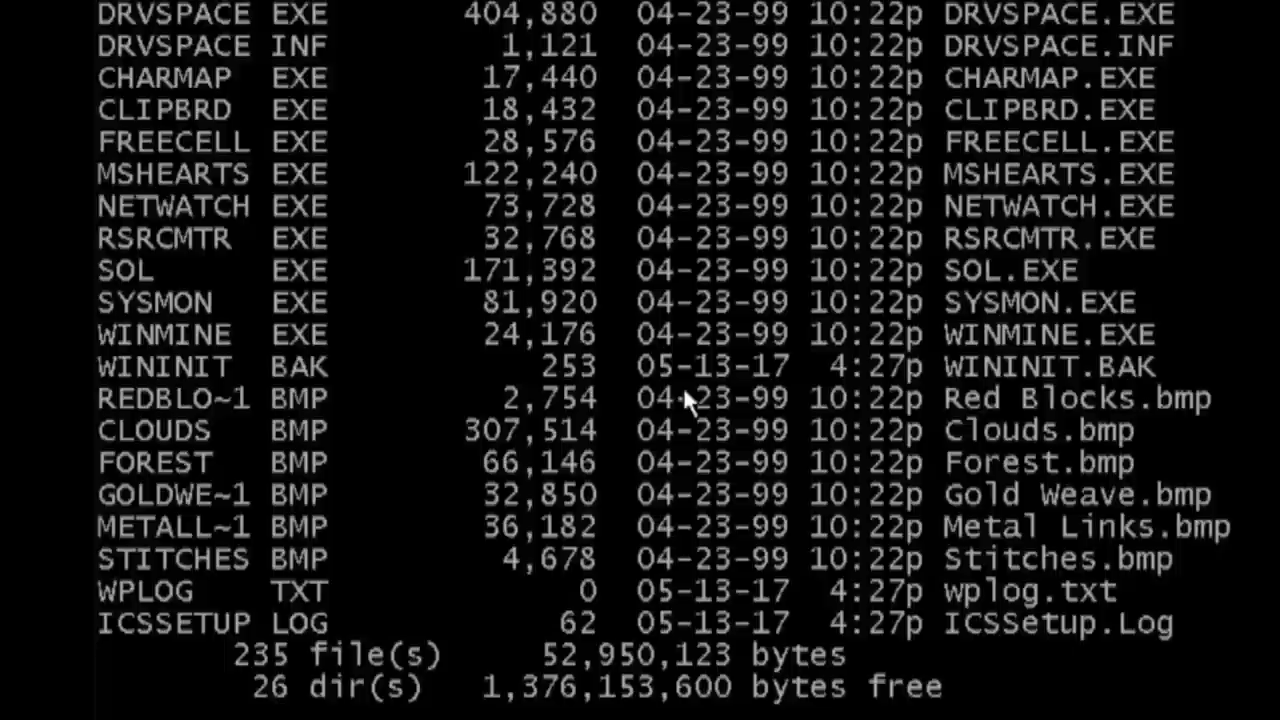 DRVSPACE EXE 404,880 04-23-99 10:22p DRVSPACE.EXE
DRVSPACE INF 1,121 04-23-99 10:22p DRVSPACE.INF
CHARMAP EXE 17,440 04-23-99 10:22p CHARMAP.EXE
CLIPBRD EXE 18,432 04-23-99 10:22p CLIPBRD.EXE
FREECELL EXE 28,576 04-23-99 10:22p FREECELL.EXE
MSHEARTS EXE 122,240 04-23-99 10:22p MSHEARTS.EXE
NETWATCH EXE 73,728 04-23-99 10:22p NETWATCH.EXE
RSRCMTR EXE 32,768 04-23-99 10:22p RSRCMTR.EXE
SOL EXE 171,392 04-23-99 10:22p SOL.EXE
SYSMON EXE 81,920 04-23-99 10:22p SYSMON.EXE
WINMINE EXE 24,176 04-23-99 10:22p WINMINE.EXE
WININIT BAK 253 05-13-17 4:27p WININIT.BAK
REDBLO~1 BMP 2,754 04-23-99 10:22p Red Blocks.bmp
CLOUDS BMP 307,514 04-23-99 10:22p Clouds.bmp
FOREST BMP 66,146 04-23-99 10:22p Forest.bmp
GOLDWE~1 BMP 32,850 04-23-99 10:22p Gold Weave.bmp
METALL~1 BMP 36,182 04-23-99 10:22p Metal Links.bmp
STITCHES BMP 4,678 04-23-99 10:22p Stitches.bmp
WPLOG TXT 0 05-13-17 4:27p wplog.txt
ICSSETUP LOG 62 05-13-17 4:27p ICSSetup.Log
235 file(s) 52,950,123 bytes
26 dir(s) 1,376,153,600 bytes free